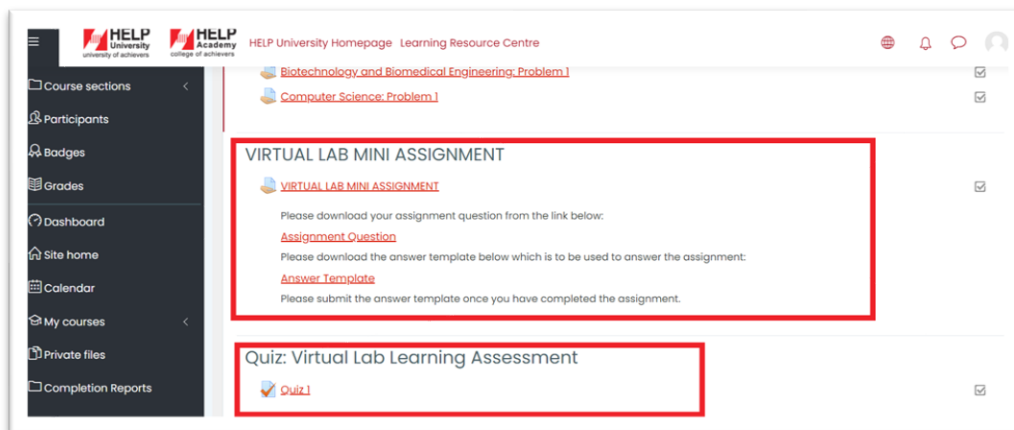 HELP University
university of achievers
HELP Academy
college of achievers
HELP University Homepage Learning Resource Centre
Biotechnology and Biomedical Engineering: Problem 1
Computer Science: Problem 1
Course sections
Participants
Badges
Grades
Dashboard
Site home
Calendar
My courses
Private files
Completion Reports
VIRTUAL LAB MINI ASSIGNMENT
VIRTUAL LAB MINI ASSIGNMENT
Please download your assignment question from the link below:
Assignment Question
Please download the answer template below which is to be used to answer the assignment:
Answer Template
Please submit the answer template once you have completed the assignment.
Quiz: Virtual Lab Learning Assessment
Quiz 1